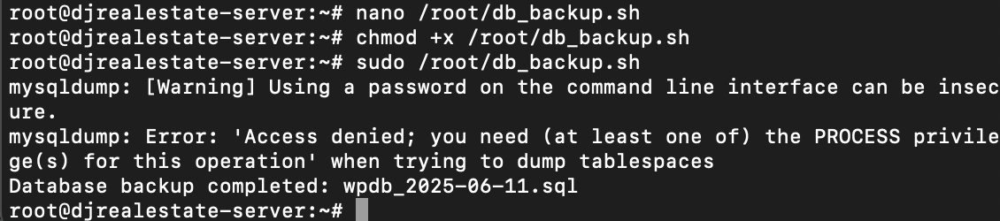 root@djrealestate-server:~# nano /root/db_backup.sh
root@djrealestate-server:~# chmod +x /root/db_backup.sh
root@djrealestate-server:~# sudo /root/db_backup.sh
mysqldump: [Warning] Using a password on the command line interface can be insec
ure.
mysqldump: Error: 'Access denied; you need (at least one of) the PROCESS privile
ge(s) for this operation' when trying to dump tablespaces
Database backup completed: wpdb_2025-06-11.sql
root@djrealestate-server:~#